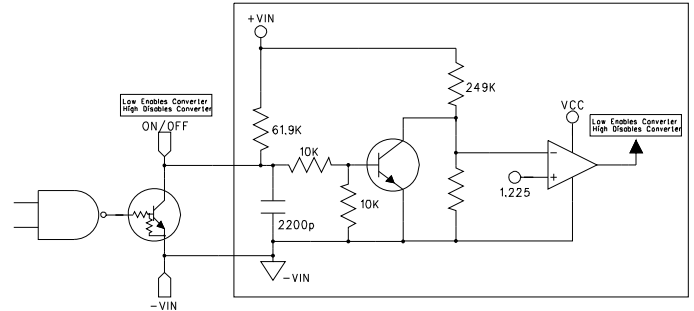 +VIN
249K
VCC
Low Enables Converter
High Disables Converter
Low Enables Converter
High Disables Converter
ON/OFF
61.9K
10K
−
+
1.225
10K
2200p
-VIN
-VIN